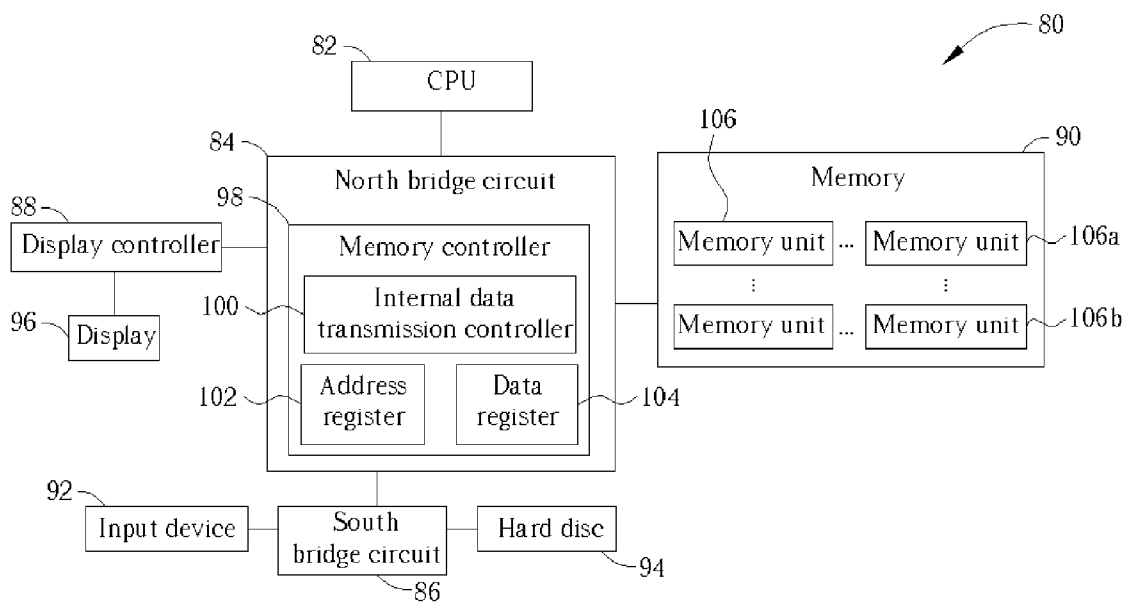 80
82
CPU
84
North bridge circuit
106
90
Memory
88
Display controller
98
Memory controller
Memory unit ... Memory unit
106a
100
Internal data
transmission controller
⋮ ⋮
96
Display
Memory unit ... Memory unit
106b
102
Address
register
Data
register
104
92
Input device
South
bridge circuit
Hard disc
86
94